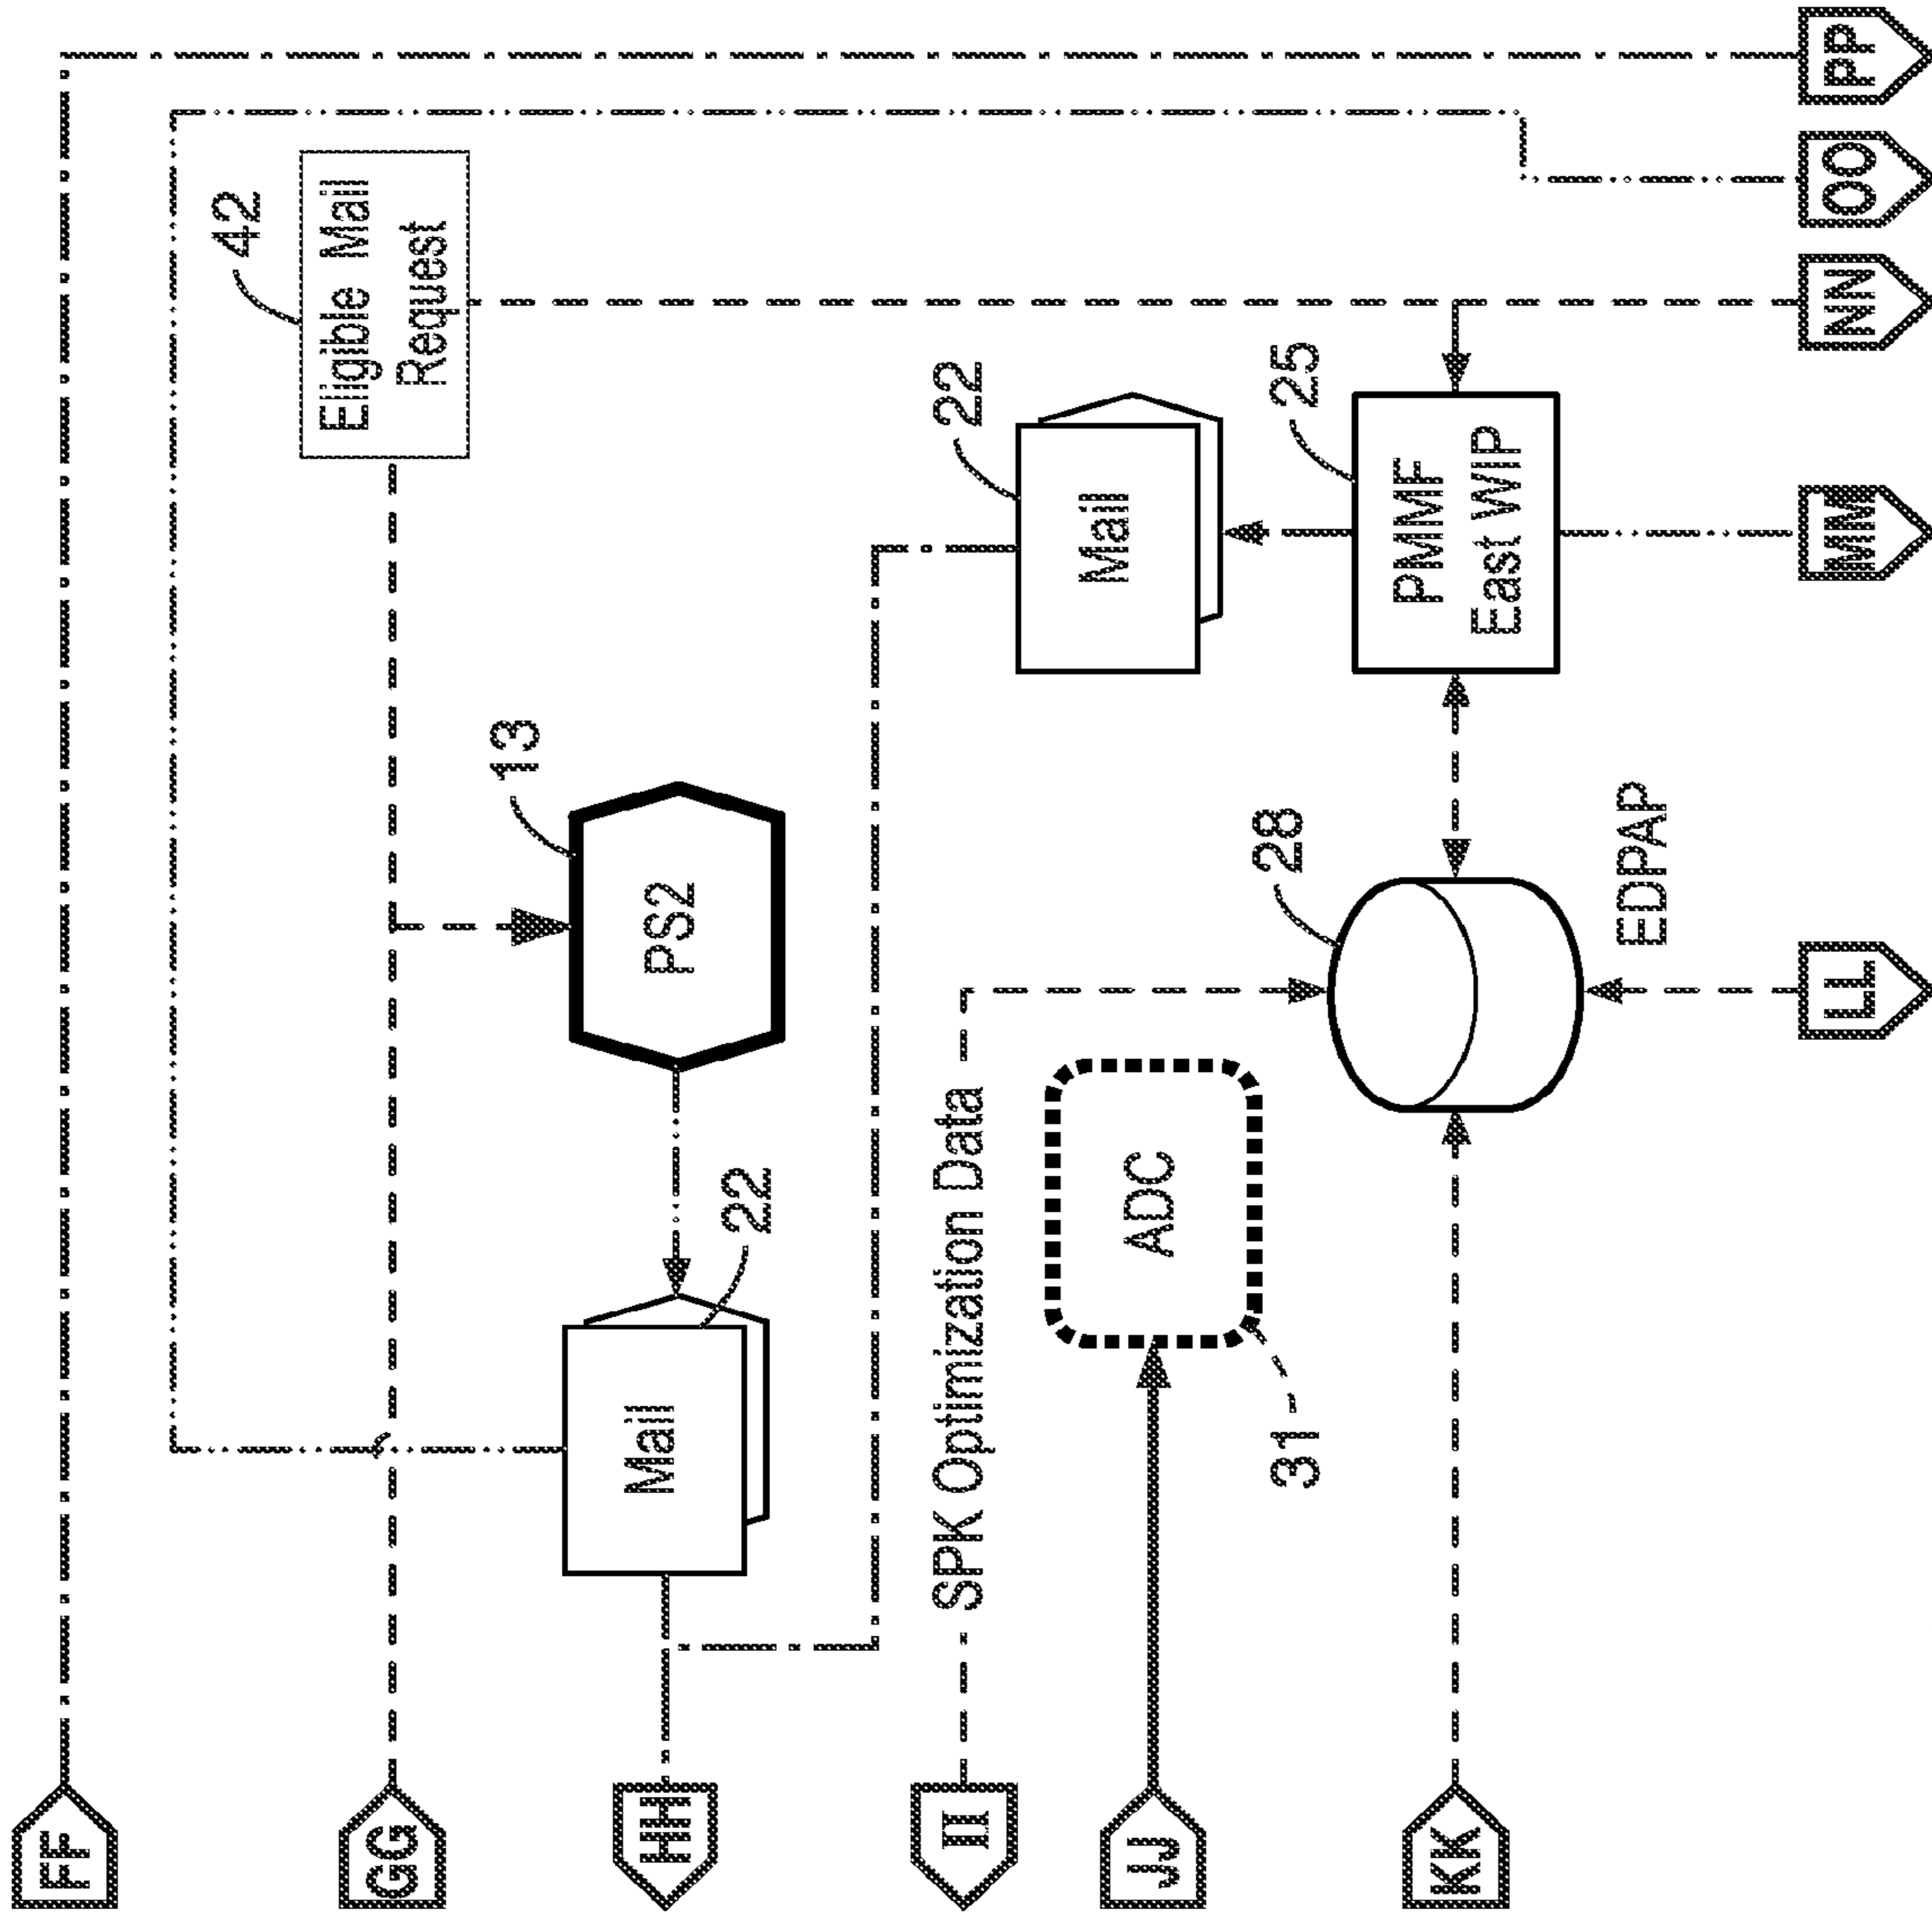 FF
GG
HH
II
JJ
KK
42
Eligible Mail
Request
13
PS2
22
Mail
22
Mail
SPK Optimization Data
ADC
31
25
PMMF
East WIP
28
EDPAP
LL
MM
NN
OO
PP